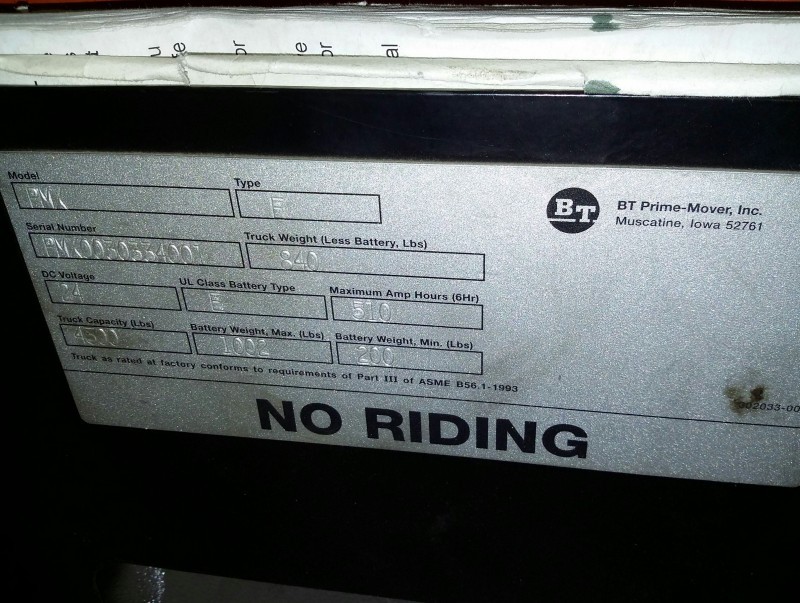 Model
PMX
Type
E
BT
BT Prime-Mover, Inc.
Muscatine, Iowa 52761
Serial Number
Truck Weight (Less Battery, Lbs)
840
DC Voltage
24
UL Class Battery Type
E
Maximum Amp Hours (6Hr)
510
Truck Capacity (Lbs)
4500
Battery Weight, Max. (Lbs)
1002
Battery Weight, Min. (Lbs)
200
Truck as rated at factory conforms to requirements of Part III of ASME B56.1-1993
NO RIDING